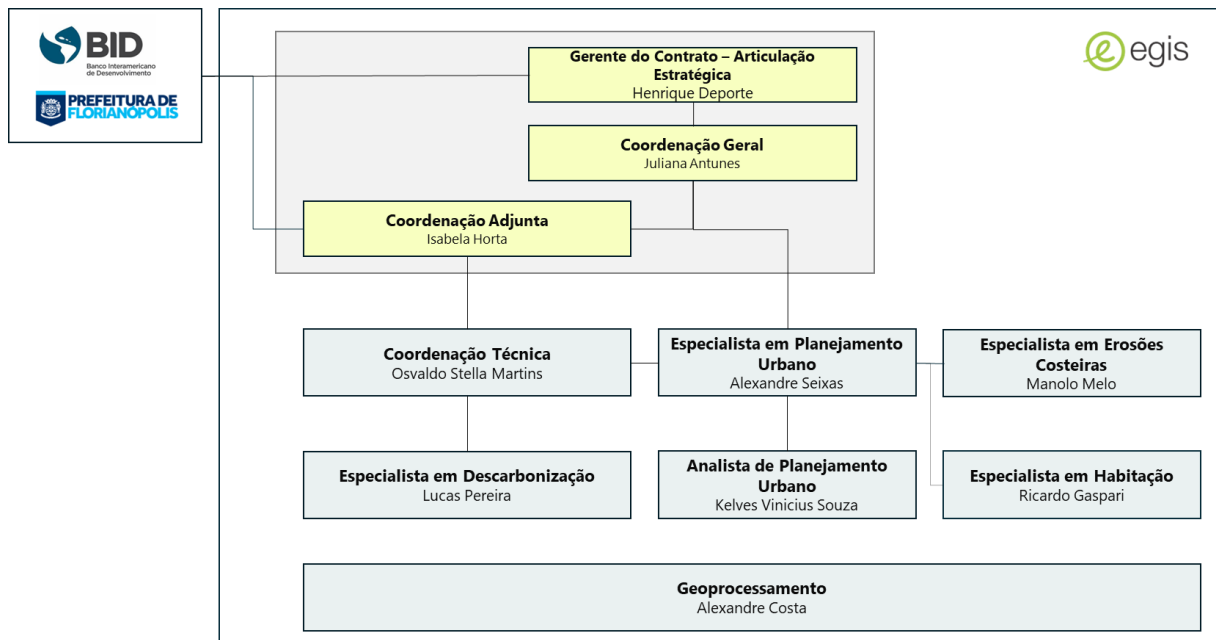 BID
Banco Interamericano
de Desenvolvimento
PREFEITURA DE
FLORIANÓPOLIS
egis
Gerente do Contrato – Articulação
Estratégica
Henrique Deporte
Coordenação Geral
Juliana Antunes
Coordenação Adjunta
Isabela Horta
Coordenação Técnica
Osvaldo Stella Martins
Especialista em Planejamento
Urbano
Alexandre Seixas
Especialista em Erosões
Costeiras
Manolo Melo
Especialista em Descarbonização
Lucas Pereira
Analista de Planejamento
Urbano
Kelves Vinicius Souza
Especialista em Habitação
Ricardo Gaspari
Geoprocessamento
Alexandre Costa